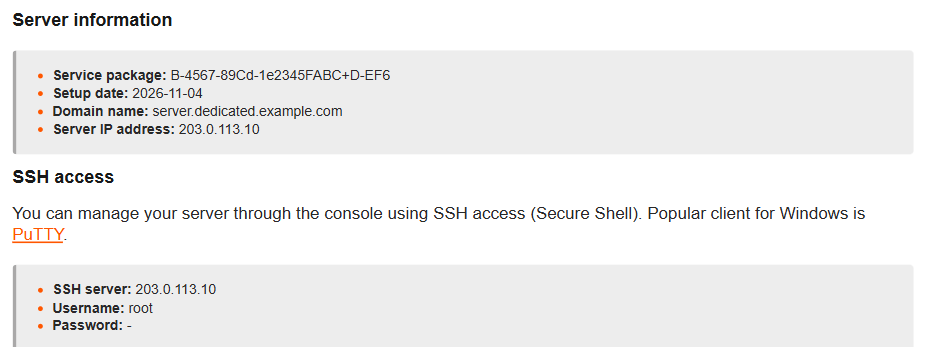 Server information
Service package: B-4567-89Cd-1e2345FABC+D-EF6
Setup date: 2026-11-04
Domain name: server.dedicated.example.com
Server IP address: 203.0.113.10
SSH access
You can manage your server through the console using SSH access (Secure Shell). Popular client for Windows is
PuTTY.
SSH server: 203.0.113.10
Username: root
Password: -